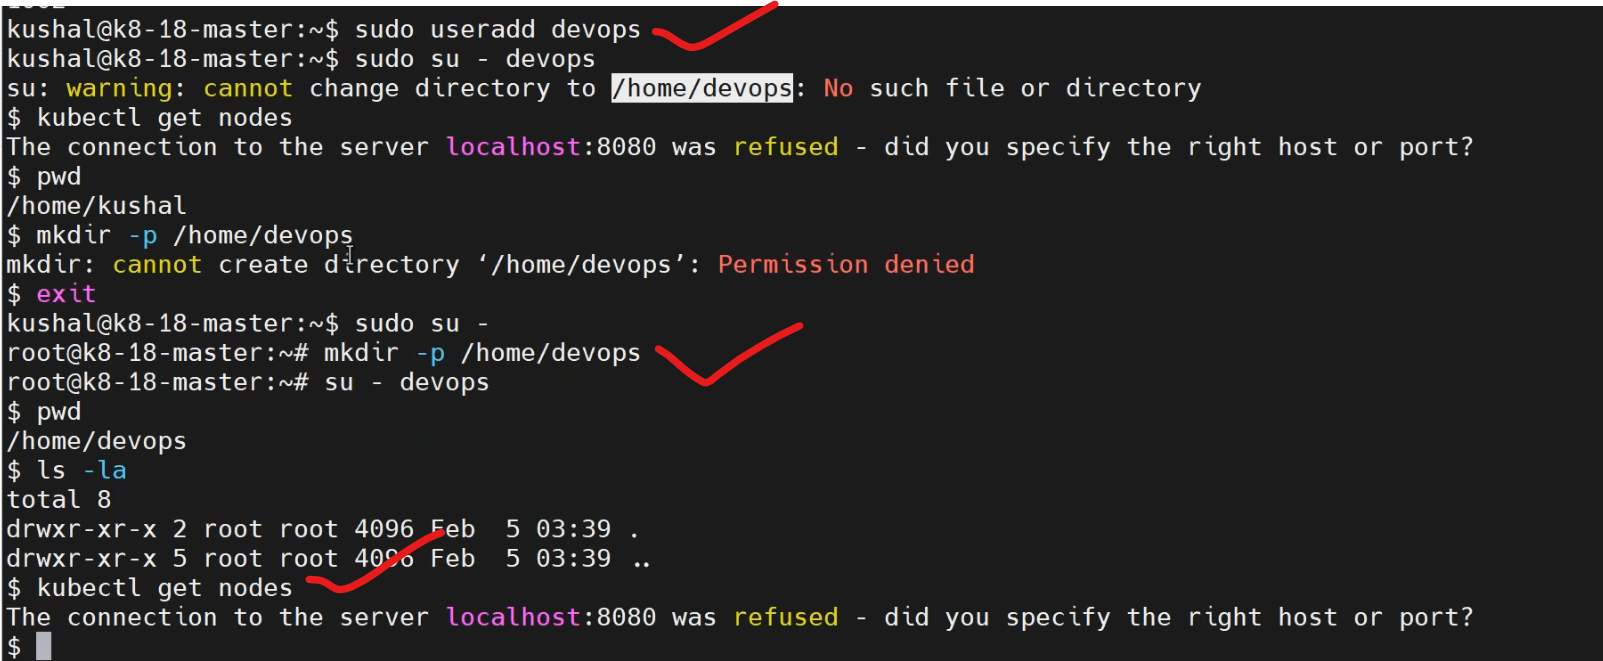 kushal@k8-18-master:~$ sudo useradd devops
kushal@k8-18-master:~$ sudo su - devops
su: warning: cannot change directory to /home/devops: No such file or directory
$ kubectl get nodes
The connection to the server localhost:8080 was refused - did you specify the right host or port?
$ pwd
/home/kushal
$ mkdir -p /home/devops
mkdir: cannot create directory ‘/home/devops’: Permission denied
$ exit
kushal@k8-18-master:~$ sudo su -
root@k8-18-master:~# mkdir -p /home/devops
root@k8-18-master:~# su - devops
$ pwd
/home/devops
$ ls -la
total 8
drwxr-xr-x 2 root root 4096 Feb  5 03:39 .
drwxr-xr-x 5 root root 4096 Feb  5 03:39 ..
$ kubectl get nodes
The connection to the server localhost:8080 was refused - did you specify the right host or port?
$